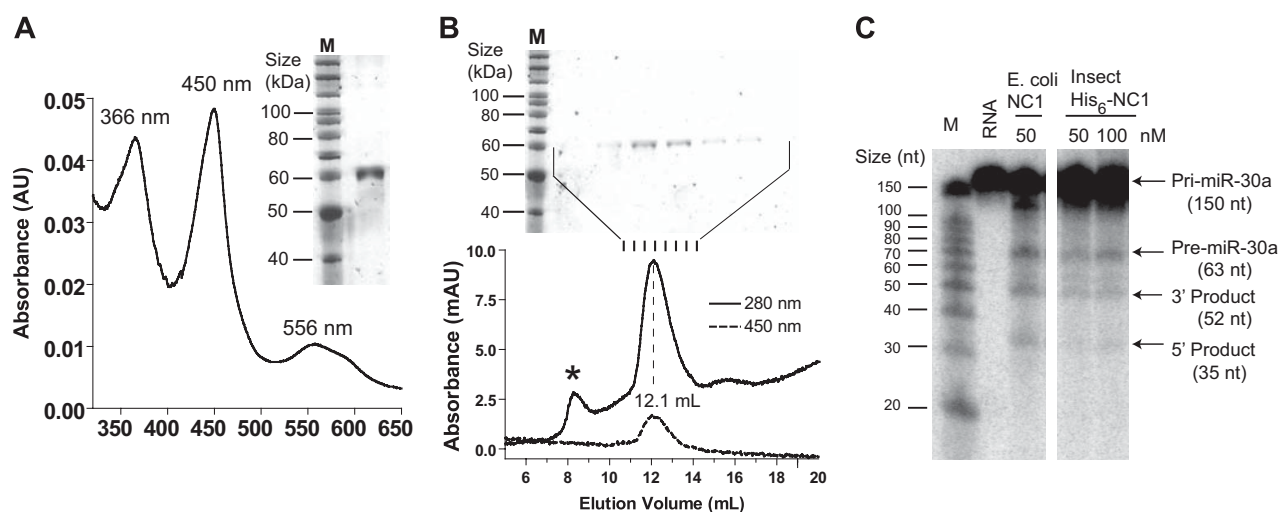 A
B
C
366 nm
450 nm
556 nm
Absorbance (AU)
0.05
0.04
0.03
0.02
0.01
0.00
350
400
450
500
550
600
650
M
Size
(kDa)
100
80
60
50
40
M
Size
(kDa)
100
80
60
50
40
Absorbance (mAU)
10.0
7.5
5.0
2.5
0.0
280 nm
450 nm
*
12.1 mL
6
8
10
12
14
16
18
20
Elution Volume (mL)
M
RNA
E. coli
NC1
50
Insect
His6-NC1
50 100 nM
Size (nt)
150
100
90
80
70
60
50
40
30
20
Pri-miR-30a
(150 nt)
Pre-miR-30a
(63 nt)
3’ Product
(52 nt)
5’ Product
(35 nt)